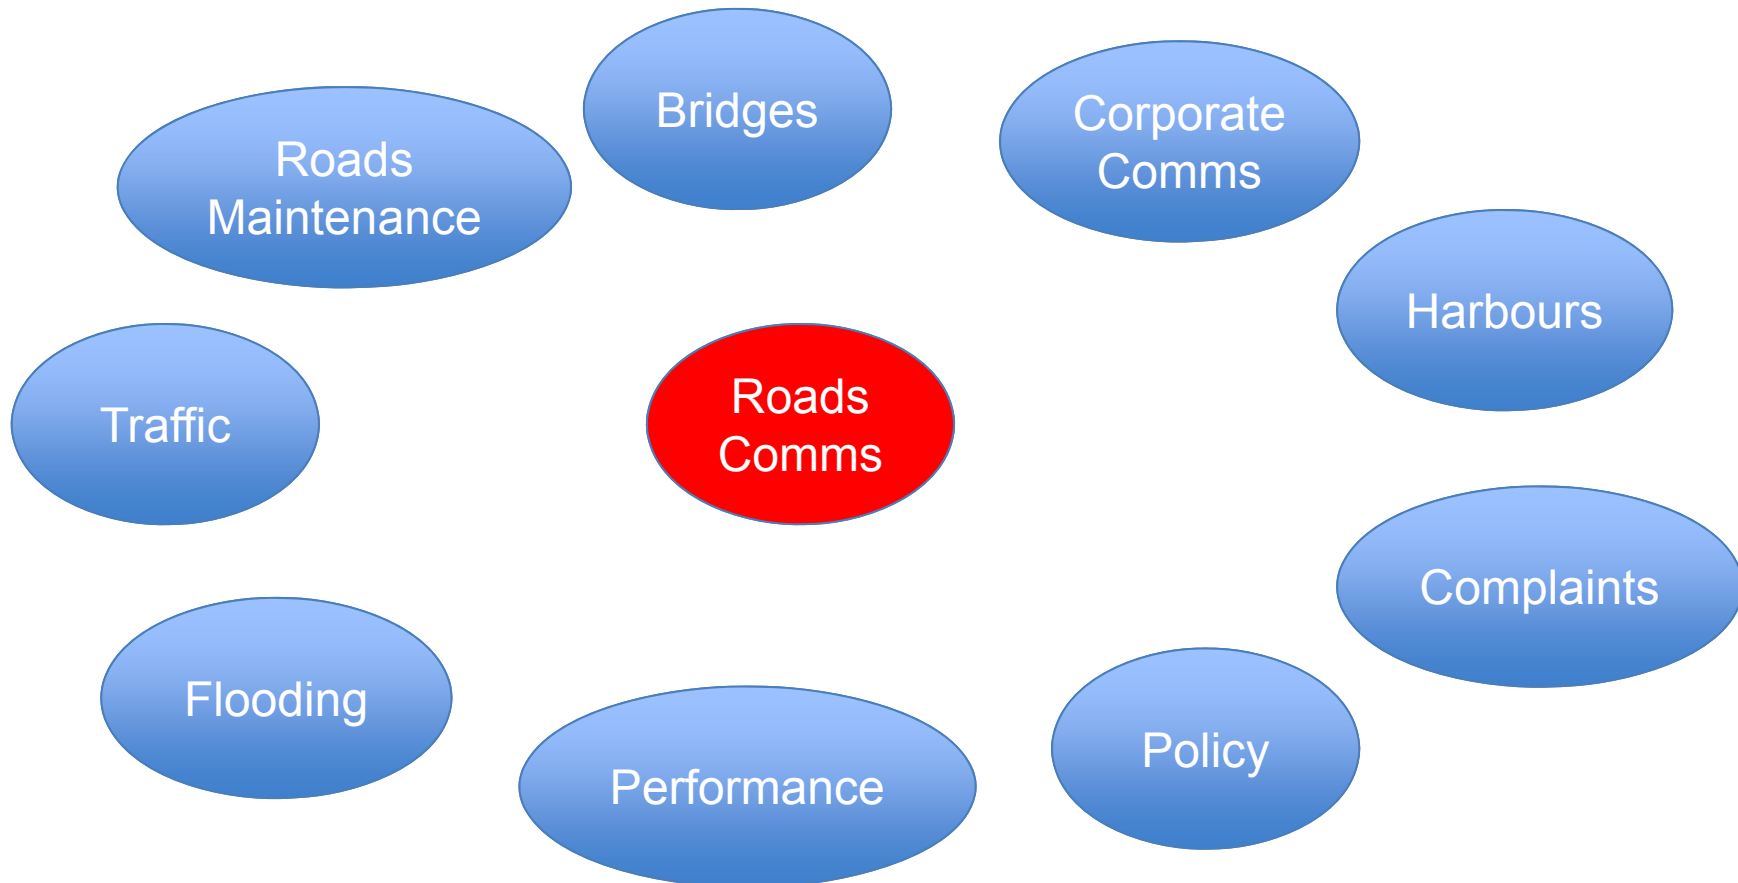 Bridges
Corporate
Comms
Roads
Maintenance
Harbours
Roads
Comms
Traffic
Complaints
Flooding
Policy
Performance